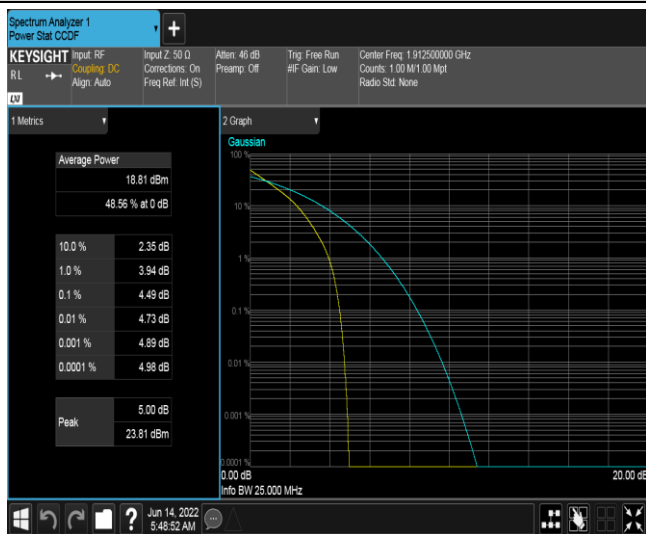 Spectrum Analyzer 1
Power Stat CCDF
+
KEYSIGHT Input: RF Input Z: 50 Ω Atten: 46 dB Trig: Free Run Center Freq: 1.912500000 GHz
RL Coupling: DC Corrections: On Preamp: Off #IF Gain: Low Counts: 1.00 M/1.00 Mpt
Align: Auto Freq Ref: Int (S) Radio Std: None
LXI
1 Metrics
2 Graph
Average Power
18.81 dBm
48.56 % at 0 dB
10.0 % 2.35 dB
1.0 % 3.94 dB
0.1 % 4.49 dB
0.01 % 4.73 dB
0.001 % 4.89 dB
0.0001 % 4.98 dB
Peak 5.00 dB
23.81 dBm
Gaussian
100 %
10 %
1 %
0.1 %
0.01 %
0.001 %
0.0001 %
0.00 dB 20.00 dB
Info BW 25.000 MHz
? Jun 14, 2022
5:48:52 AM